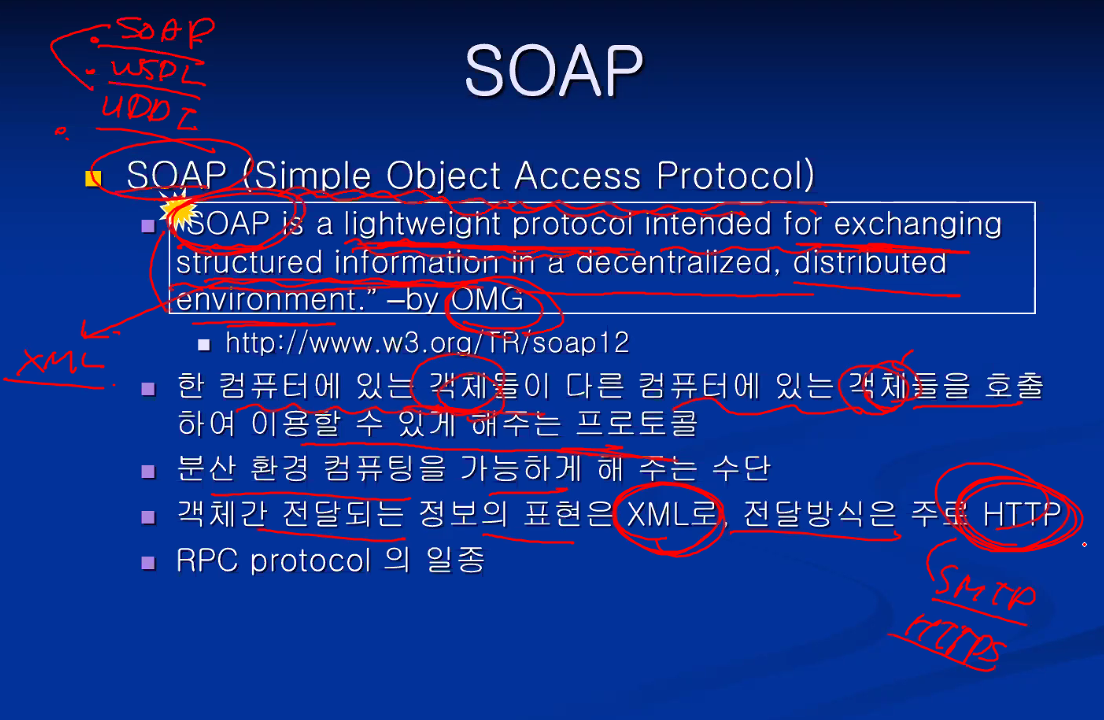 SOAP
WSDL
UDDI
SOAP
SOAP (Simple Object Access Protocol)
"SOAP is a lightweight protocol intended for exchanging
structured information in a decentralized, distributed
environment.” –by OMG
http://www.w3.org/TR/soap12
XML
한 컴퓨터에 있는 객체들이 다른 컴퓨터에 있는 객체들을 호출
하여 이용할 수 있게 해주는 프로토콜
분산 환경 컴퓨팅을 가능하게 해 주는 수단
객체간 전달되는 정보의 표현은 XML로, 전달방식은 주로 HTTP
RPC protocol 의 일종
SMTP
HTTPS